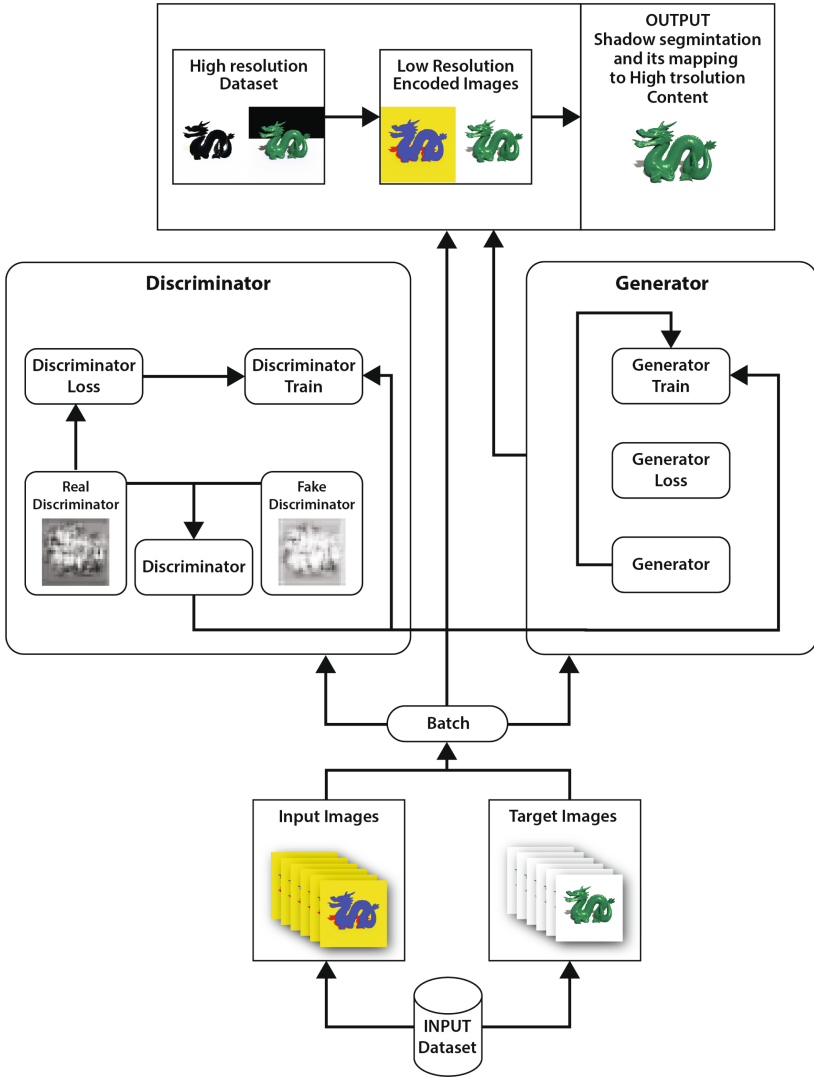 High resolution
Dataset
Low Resolution
Encoded Images
OUTPUT
Shadow segmintation
and its mapping
to High trsolution
Content
Discriminator
Discriminator
Loss
Discriminator
Train
Real
Discriminator
Fake
Discriminator
Discriminator
Generator
Generator
Train
Generator
Loss
Generator
Batch
Input Images
Target Images
INPUT
Dataset